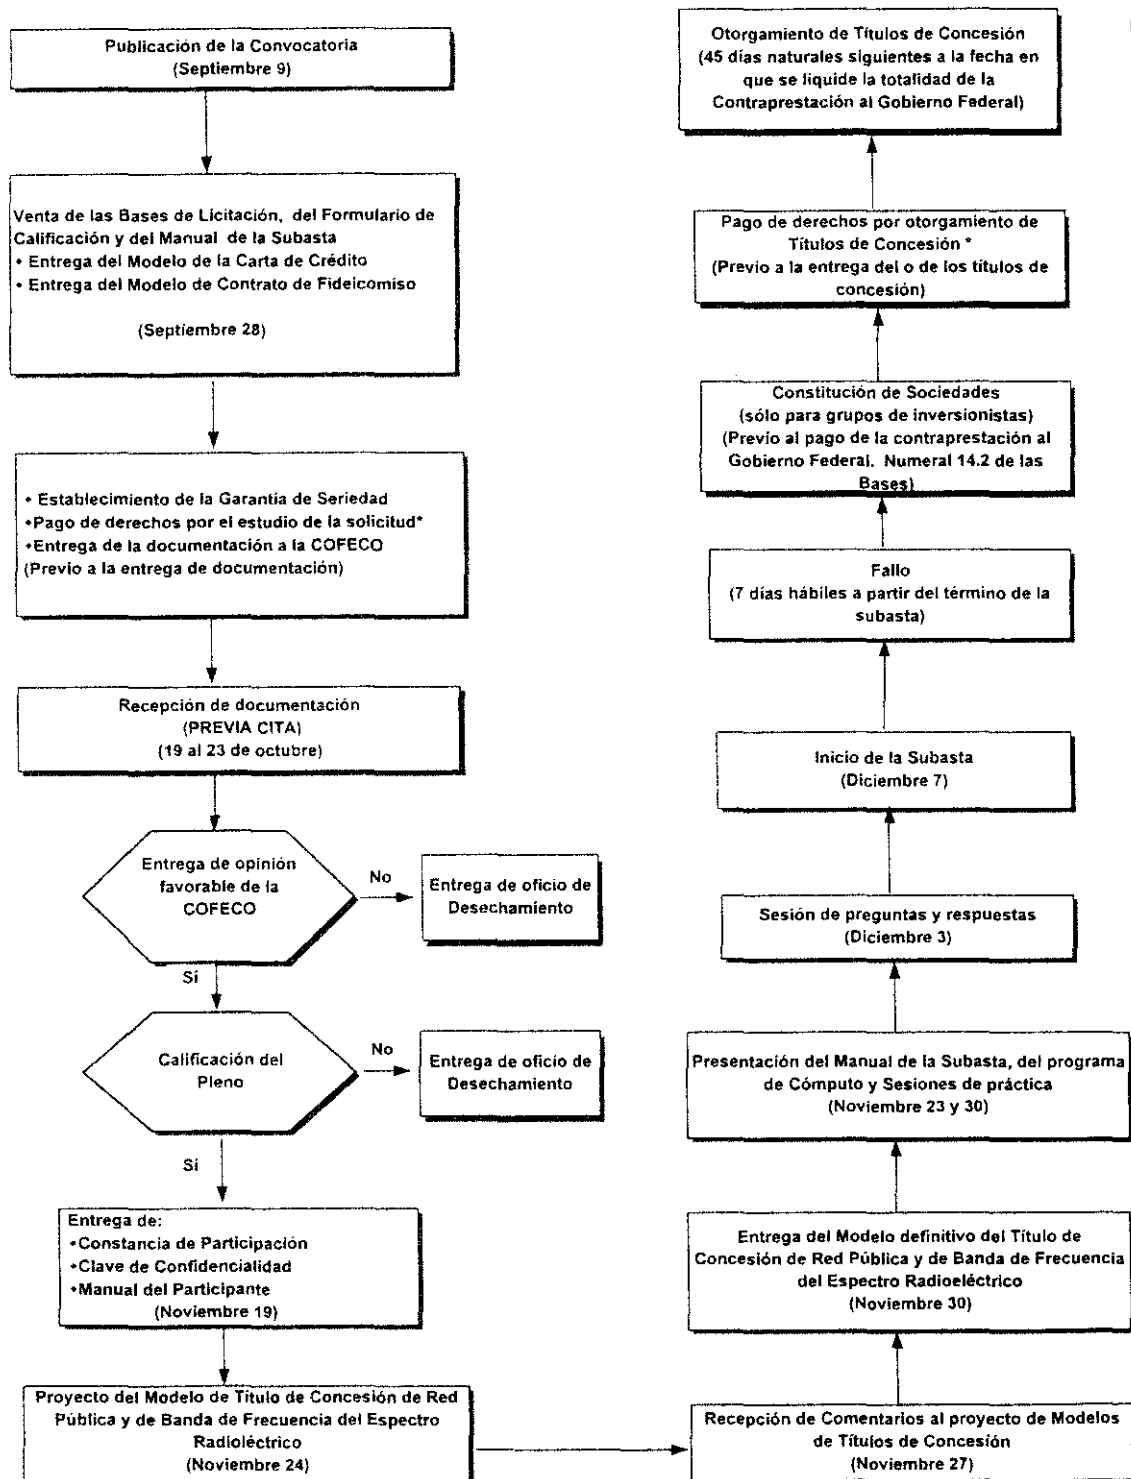 Publicación de la Convocatoria
(Septiembre 9)
Venta de las Bases de Licitación, del Formulario de
Calificación y del Manual de la Subasta
• Entrega del Modelo de la Carta de Crédito
• Entrega del Modelo de Contrato de Fideicomiso
(Septiembre 28)
• Establecimiento de la Garantía de Seriedad
•Pago de derechos por el estudio de la solicitud*
•Entrega de la documentación a la COFECO
(Previo a la entrega de documentación)
Recepción de documentación
(PREVIA CITA)
(19 al 23 de octubre)
Entrega de opinión
favorable de la
COFECO
No
Entrega de oficio de
Desechamiento
Sí
Calificación del
Pleno
No
Entrega de oficio de
Desechamiento
Sí
Entrega de:
•Constancia de Participación
•Clave de Confidencialidad
•Manual del Participante
(Noviembre 19)
Proyecto del Modelo de Título de Concesión de Red
Pública y de Banda de Frecuencia del Espectro
Radioléctrico
(Noviembre 24)
Recepción de Comentarios al proyecto de Modelos
de Títulos de Concesión
(Noviembre 27)
Entrega del Modelo definitivo del Título de
Concesión de Red Pública y de Banda de Frecuencia
del Espectro Radioeléctrico
(Noviembre 30)
Presentación del Manual de la Subasta, del programa
de Cómputo y Sesiones de práctica
(Noviembre 23 y 30)
Sesión de preguntas y respuestas
(Diciembre 3)
Inicio de la Subasta
(Diciembre 7)
Fallo
(7 días hábiles a partir del término de la
subasta)
Constitución de Sociedades
(sólo para grupos de inversionistas)
(Previo al pago de la contraprestación al
Gobierno Federal. Numeral 14.2 de las
Bases)
Pago de derechos por otorgamiento de
Títulos de Concesión *
(Previo a la entrega del o de los títulos de
concesión)
Otorgamiento de Títulos de Concesión
(45 días naturales siguientes a la fecha en
que se liquide la totalidad de la
Contraprestación al Gobierno Federal)